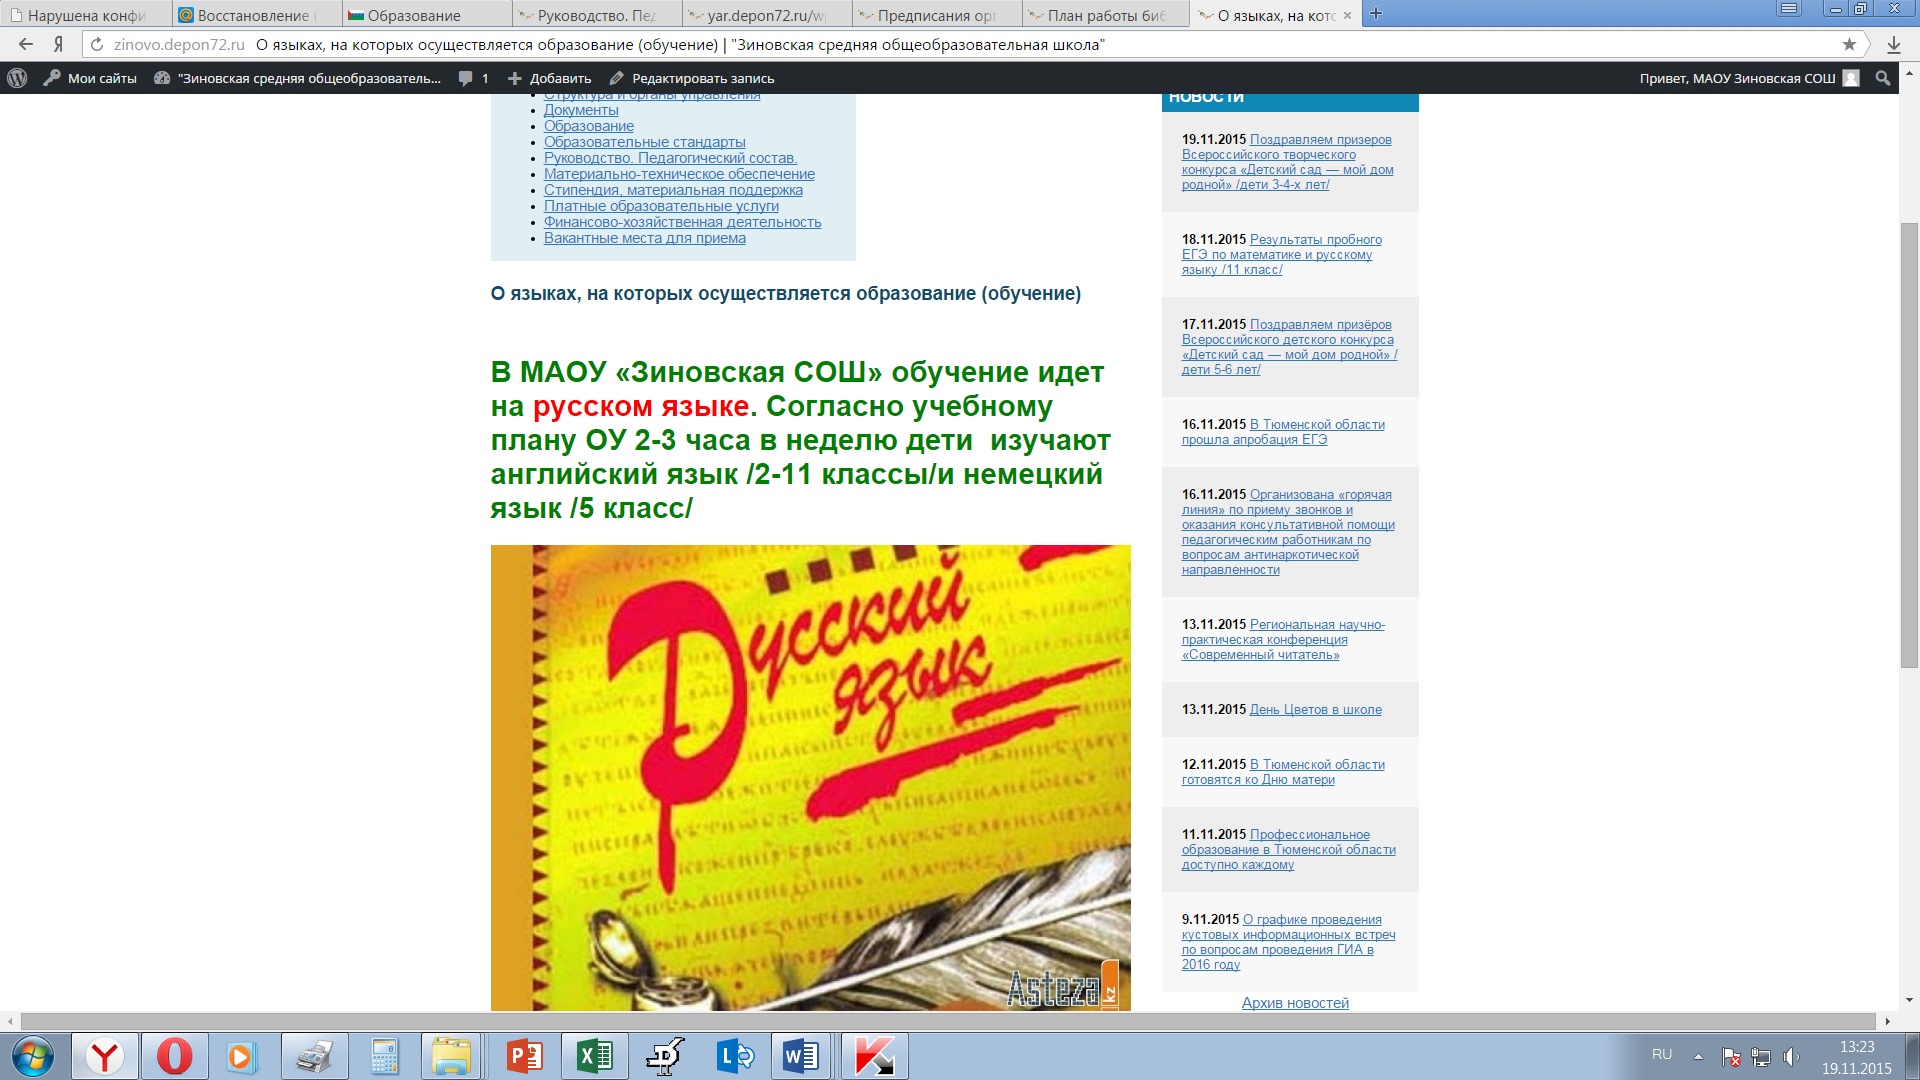 Нарушена конфи
Восстановление
Образование
Руководство. Пед
yar.depon72.ru/wp
Предписания орг
План работы биб
О языках, на кото
zinovo.depon72.ru О языках, на которых осуществляется образование (обучение) | "Зиновская средняя общеобразовательная школа"
Мои сайты
"Зиновская средняя общеобразователь...
1
Добавить
Редактировать запись
Привет, МАОУ Зиновская СОШ
Структура и органы управления
Документы
Образование
Образовательные стандарты
Руководство. Педагогический состав.
Материально-техническое обеспечение
Стипендия, материальная поддержка
Платные образовательные услуги
Финансово-хозяйственная деятельность
Вакантные места для приема
О языках, на которых осуществляется образование (обучение)
В МАОУ «Зиновская СОШ» обучение идет
на русском языке. Согласно учебному
плану ОУ 2-3 часа в неделю дети изучают
английский язык /2-11 классы/и немецкий
язык /5 класс/
Русский
язык
Asteza
kz
НОВОСТИ
19.11.2015 Поздравляем призеров
Всероссийского творческого
конкурса «Детский сад — мой дом
родной» /дети 3-4-х лет/
18.11.2015 Результаты пробного
ЕГЭ по математике и русскому
языку /11 класс/
17.11.2015 Поздравляем призёров
Всероссийского детского конкурса
«Детский сад — мой дом родной» /
дети 5-6 лет/
16.11.2015 В Тюменской области
прошла апробация ЕГЭ
16.11.2015 Организована «горячая
линия» по приему звонков и
оказания консультативной помощи
педагогическим работникам по
вопросам антинаркотической
направленности
13.11.2015 Региональная научно-
практическая конференция
«Современный читатель»
13.11.2015 День Цветов в школе
12.11.2015 В Тюменской области
готовятся ко Дню матери
11.11.2015 Профессиональное
образование в Тюменской области
доступно каждому
9.11.2015 О графике проведения
кустовых информационных встреч
по вопросам проведения ГИА в
2016 году
Архив новостей
RU
13:23
19.11.2015